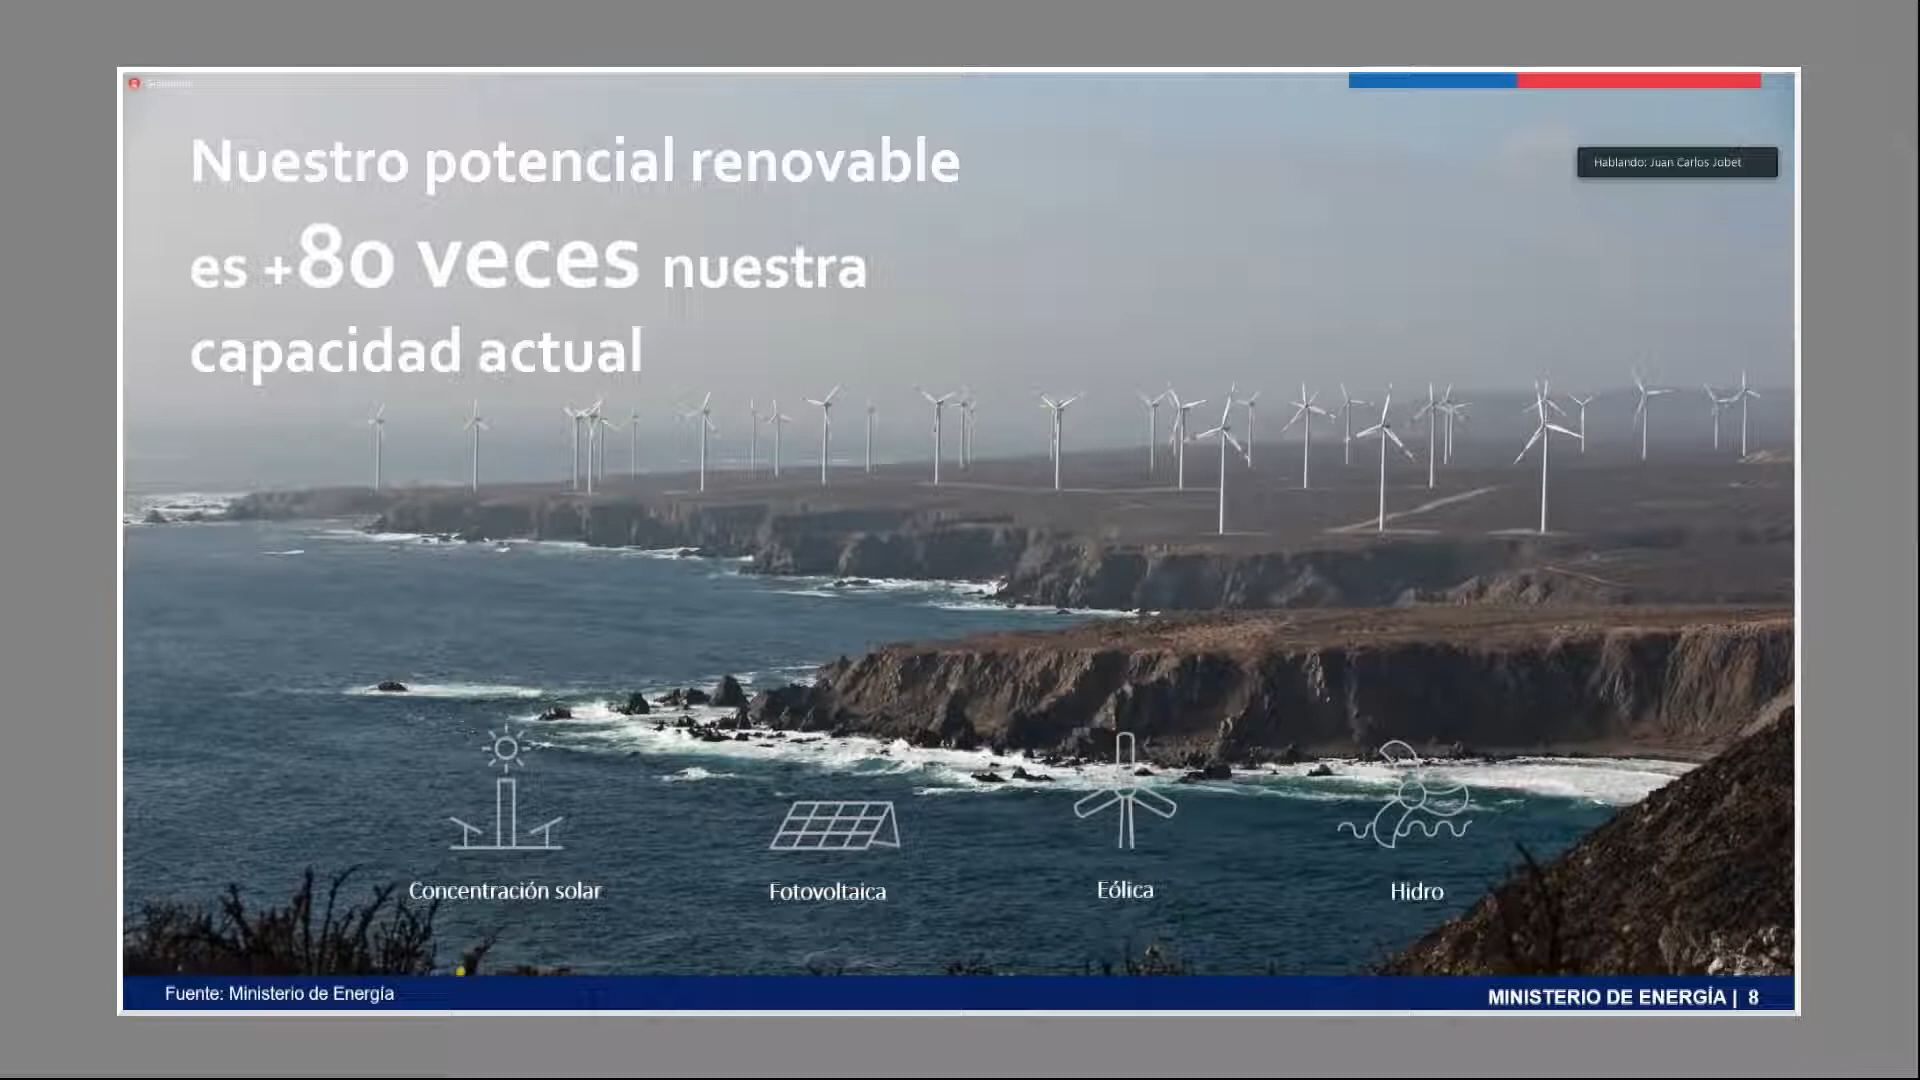 Nuestro potencial renovable
Hablando: Juan Carlos Jobet
es +80 veces nuestra
capacidad actual
Concentración solar
Fotovoltaica
Eólica
Hidro
Fuente: Ministerio de Energía
MINISTERIO DE ENERGÍA | 8